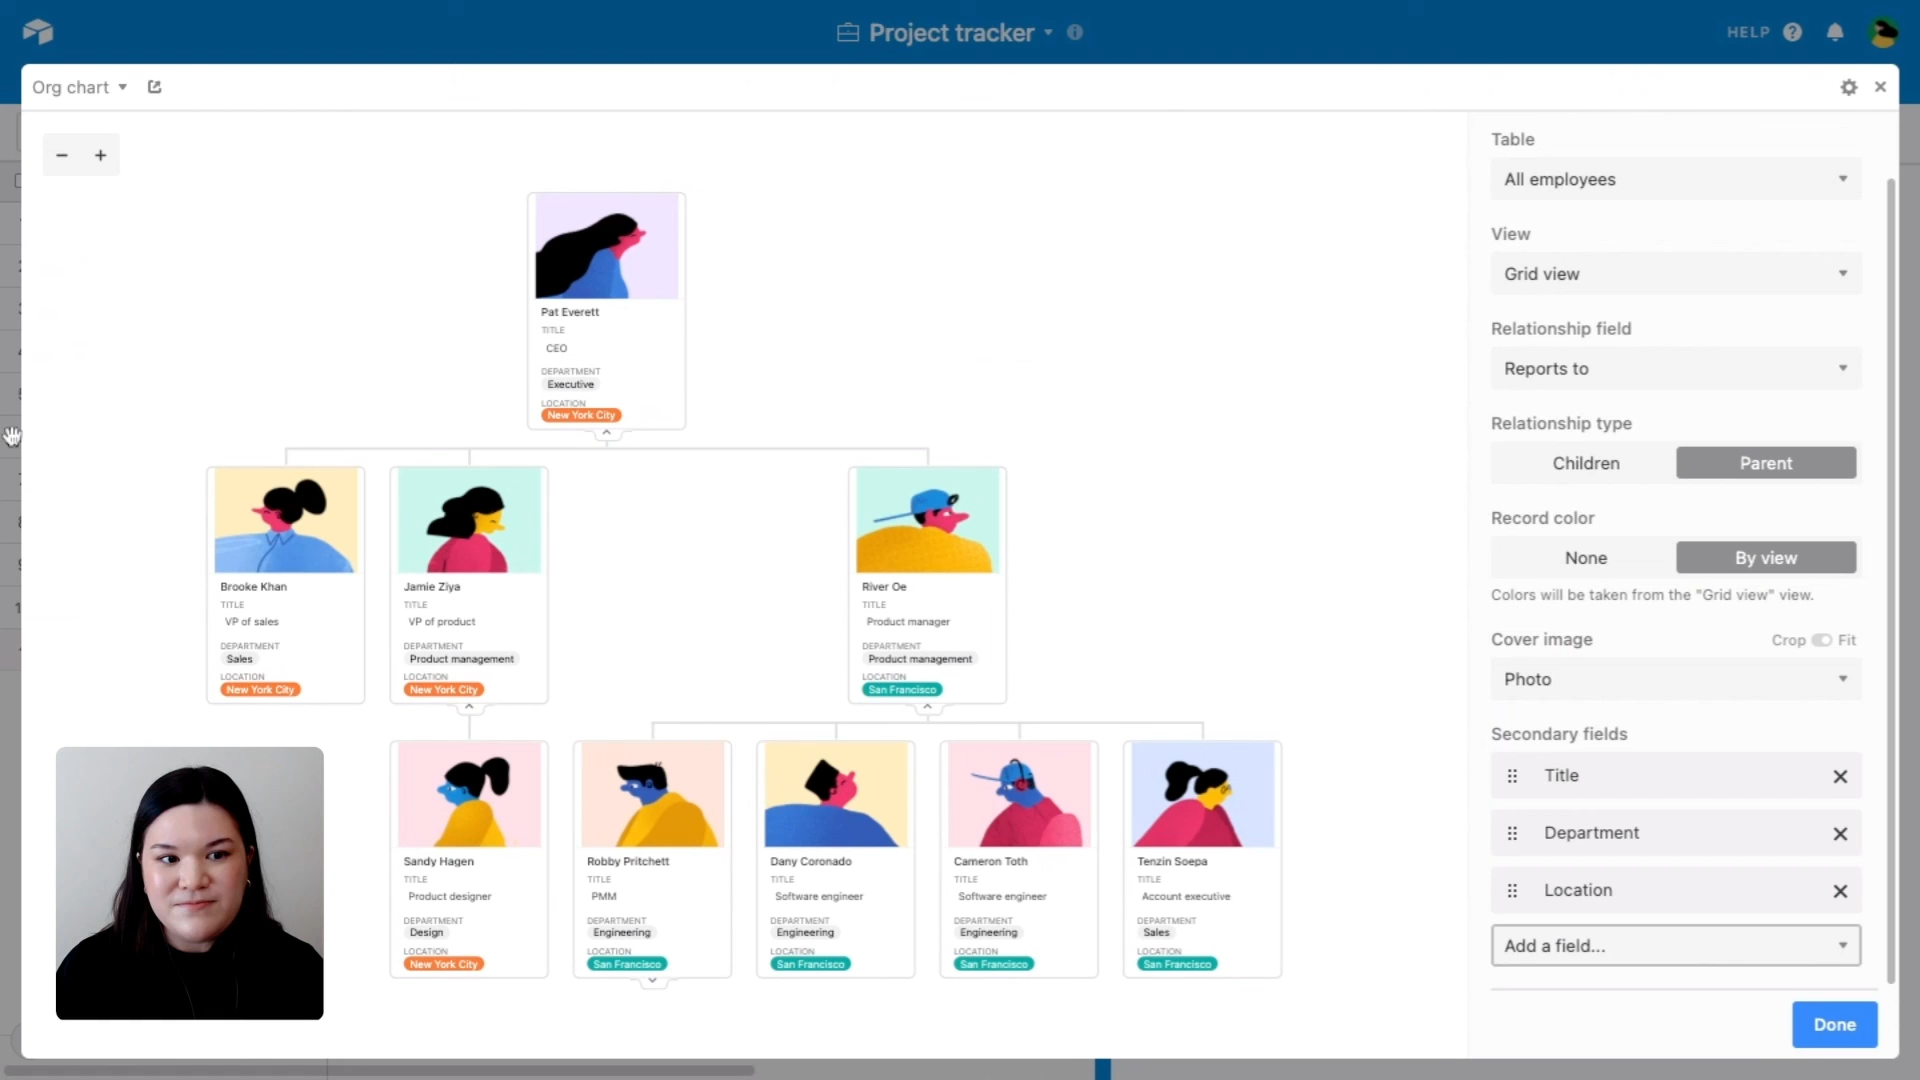 Project tracker
HELP
Org chart
Table
All employees
View
Grid view
Relationship field
Reports to
Relationship type
Children
Parent
Record color
None
By view
Colors will be taken from the "Grid view" view.
Cover image
Crop
Fit
Photo
Secondary fields
Title
Department
Location
Add a field...
Done
Pat Everett
TITLE
CEO
DEPARTMENT
Executive
LOCATION
New York City
Brooke Khan
TITLE
VP of sales
DEPARTMENT
Sales
LOCATION
New York City
Jamie Ziya
TITLE
VP of product
DEPARTMENT
Product management
LOCATION
New York City
River Oe
TITLE
Product manager
DEPARTMENT
Product management
LOCATION
San Francisco
Sandy Hagen
TITLE
Product designer
DEPARTMENT
Design
LOCATION
New York City
Robby Pritchett
TITLE
PMM
DEPARTMENT
Engineering
LOCATION
San Francisco
Dany Coronado
TITLE
Software engineer
DEPARTMENT
Engineering
LOCATION
San Francisco
Cameron Toth
TITLE
Software engineer
DEPARTMENT
Engineering
LOCATION
San Francisco
Tenzin Soepa
TITLE
Account executive
DEPARTMENT
Sales
LOCATION
San Francisco